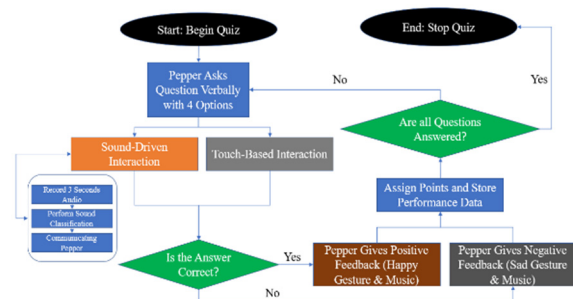 Start: Begin Quiz
End: Stop Quiz
Pepper Asks
Question Verbally
with 4 Options
No
Yes
Are all Questions
Answered?
Sound-Driven
Interaction
Touch-Based Interaction
Record 5 Seconds
Audio
Perform Sound
Classification
Communicating
Pepper
Assign Points and Store
Performance Data
Is the Answer
Correct?
Yes
Pepper Gives Positive
Feedback (Happy
Gesture & Music)
Pepper Gives Negative
Feedback (Sad Gesture
& Music)
No